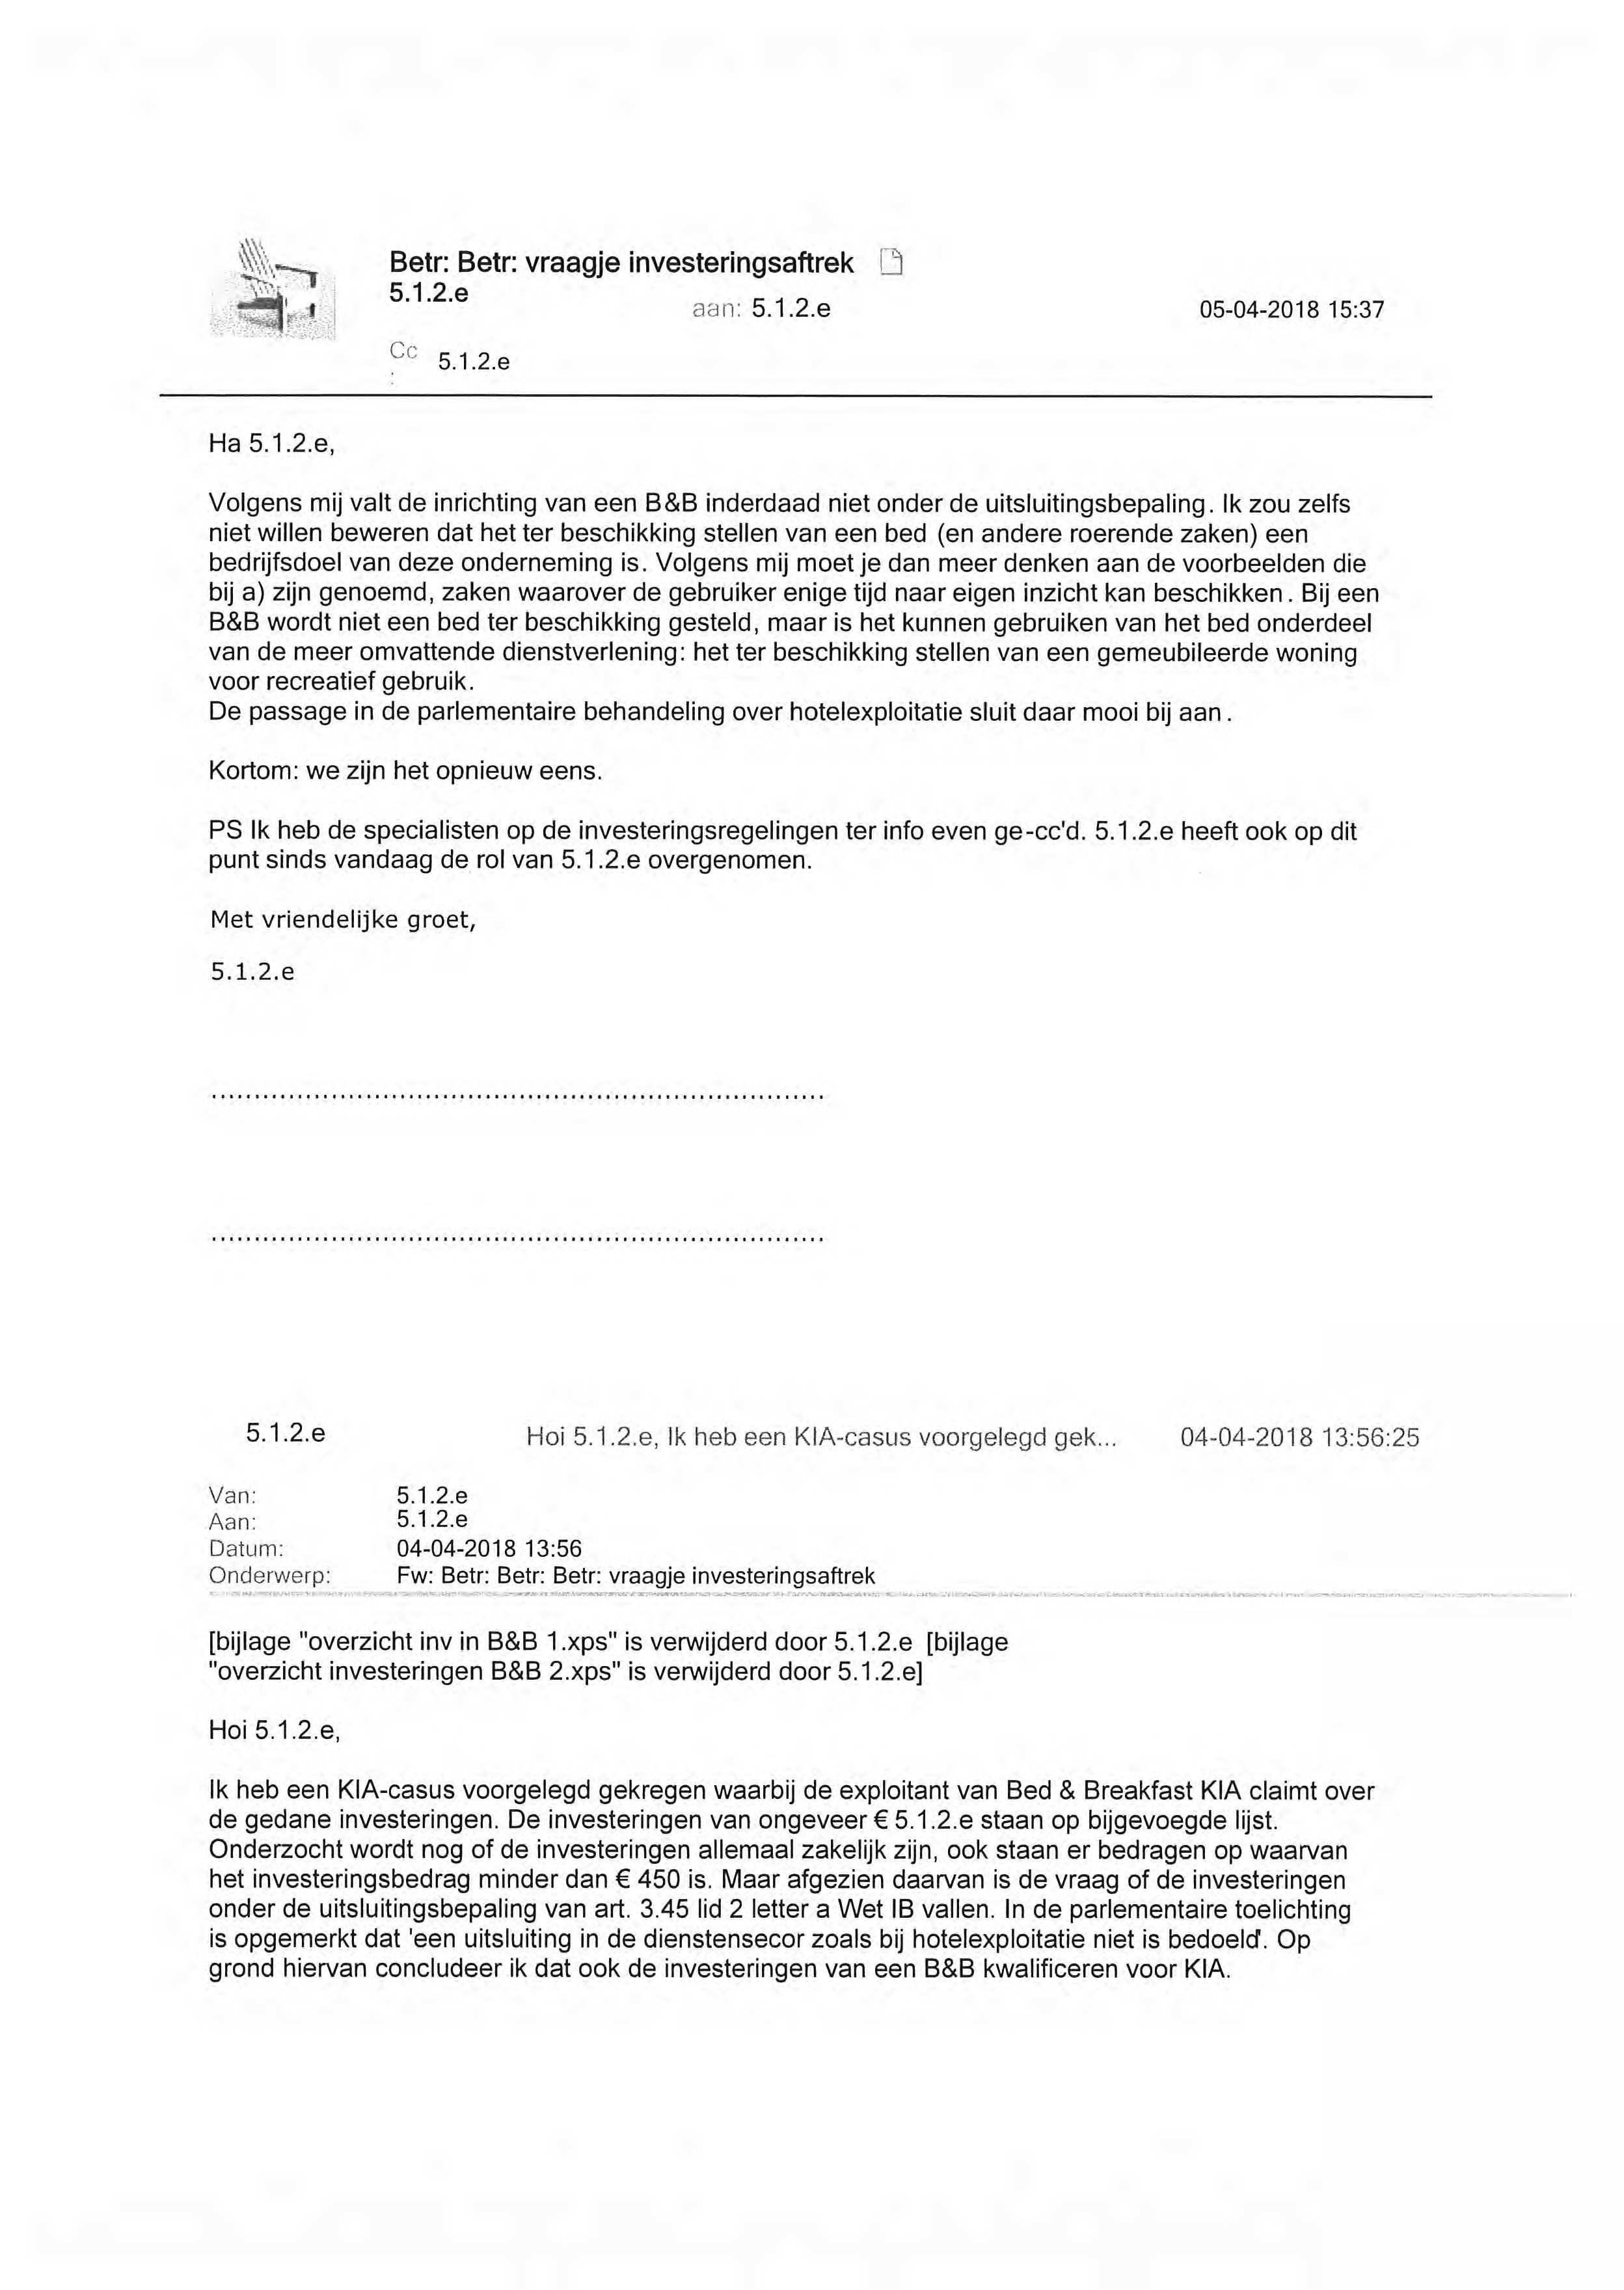 Betr: Betr: vraagje investeringsaftrek
5.1.2.e
aan: 5.1.2.e
05-04-2018 15:37
Cc
:
5.1.2.e
Ha 5.1.2.e,
Volgens mij valt de inrichting van een B&B inderdaad niet onder de uitsluitingsbepaling. Ik zou zelfs
niet willen beweren dat het ter beschikking stellen van een bed (en andere roerende zaken) een
bedrijfsdoel van deze onderneming is. Volgens mij moet je dan meer denken aan de voorbeelden die
bij a) zijn genoemd, zaken waarover de gebruiker enige tijd naar eigen inzicht kan beschikken. Bij een
B&B wordt niet een bed ter beschikking gesteld, maar is het kunnen gebruiken van het bed onderdeel
van de meer omvattende dienstverlening: het ter beschikking stellen van een gemeubileerde woning
voor recreatief gebruik.
De passage in de parlementaire behandeling over hotelexploitatie sluit daar mooi bij aan.
Kortom: we zijn het opnieuw eens.
PS Ik heb de specialisten op de investeringsregelingen ter info even ge-cc'd. 5.1.2.e heeft ook op dit
punt sinds vandaag de rol van 5.1.2.e overgenomen.
Met vriendelijke groet,
5.1.2.e
5.1.2.e Hoi 5.1.2.e, Ik heb een KIA-casus voorgelegd gek... 04-04-2018 13:56:25
Van: 5.1.2.e
Aan: 5.1.2.e
Datum: 04-04-2018 13:56
Onderwerp: Fw: Betr: Betr: Betr: vraagje investeringsaftrek
[bijlage "overzicht inv in B&B 1.xps" is verwijderd door 5.1.2.e [bijlage
"overzicht investeringen B&B 2.xps" is verwijderd door 5.1.2.e]
Hoi 5.1.2.e,
Ik heb een KIA-casus voorgelegd gekregen waarbij de exploitant van Bed & Breakfast KIA claimt over
de gedane investeringen. De investeringen van ongeveer € 5.1.2.e staan op bijgevoegde lijst.
Onderzocht wordt nog of de investeringen allemaal zakelijk zijn, ook staan er bedragen op waarvan
het investeringsbedrag minder dan € 450 is. Maar afgezien daarvan is de vraag of de investeringen
onder de uitsluitingsbepaling van art. 3.45 lid 2 letter a Wet IB vallen. In de parlementaire toelichting
is opgemerkt dat 'een uitsluiting in de dienstensecor zoals bij hotelexploitatie niet is bedoeld'. Op
grond hiervan concludeer ik dat ook de investeringen van een B&B kwalificeren voor KIA.